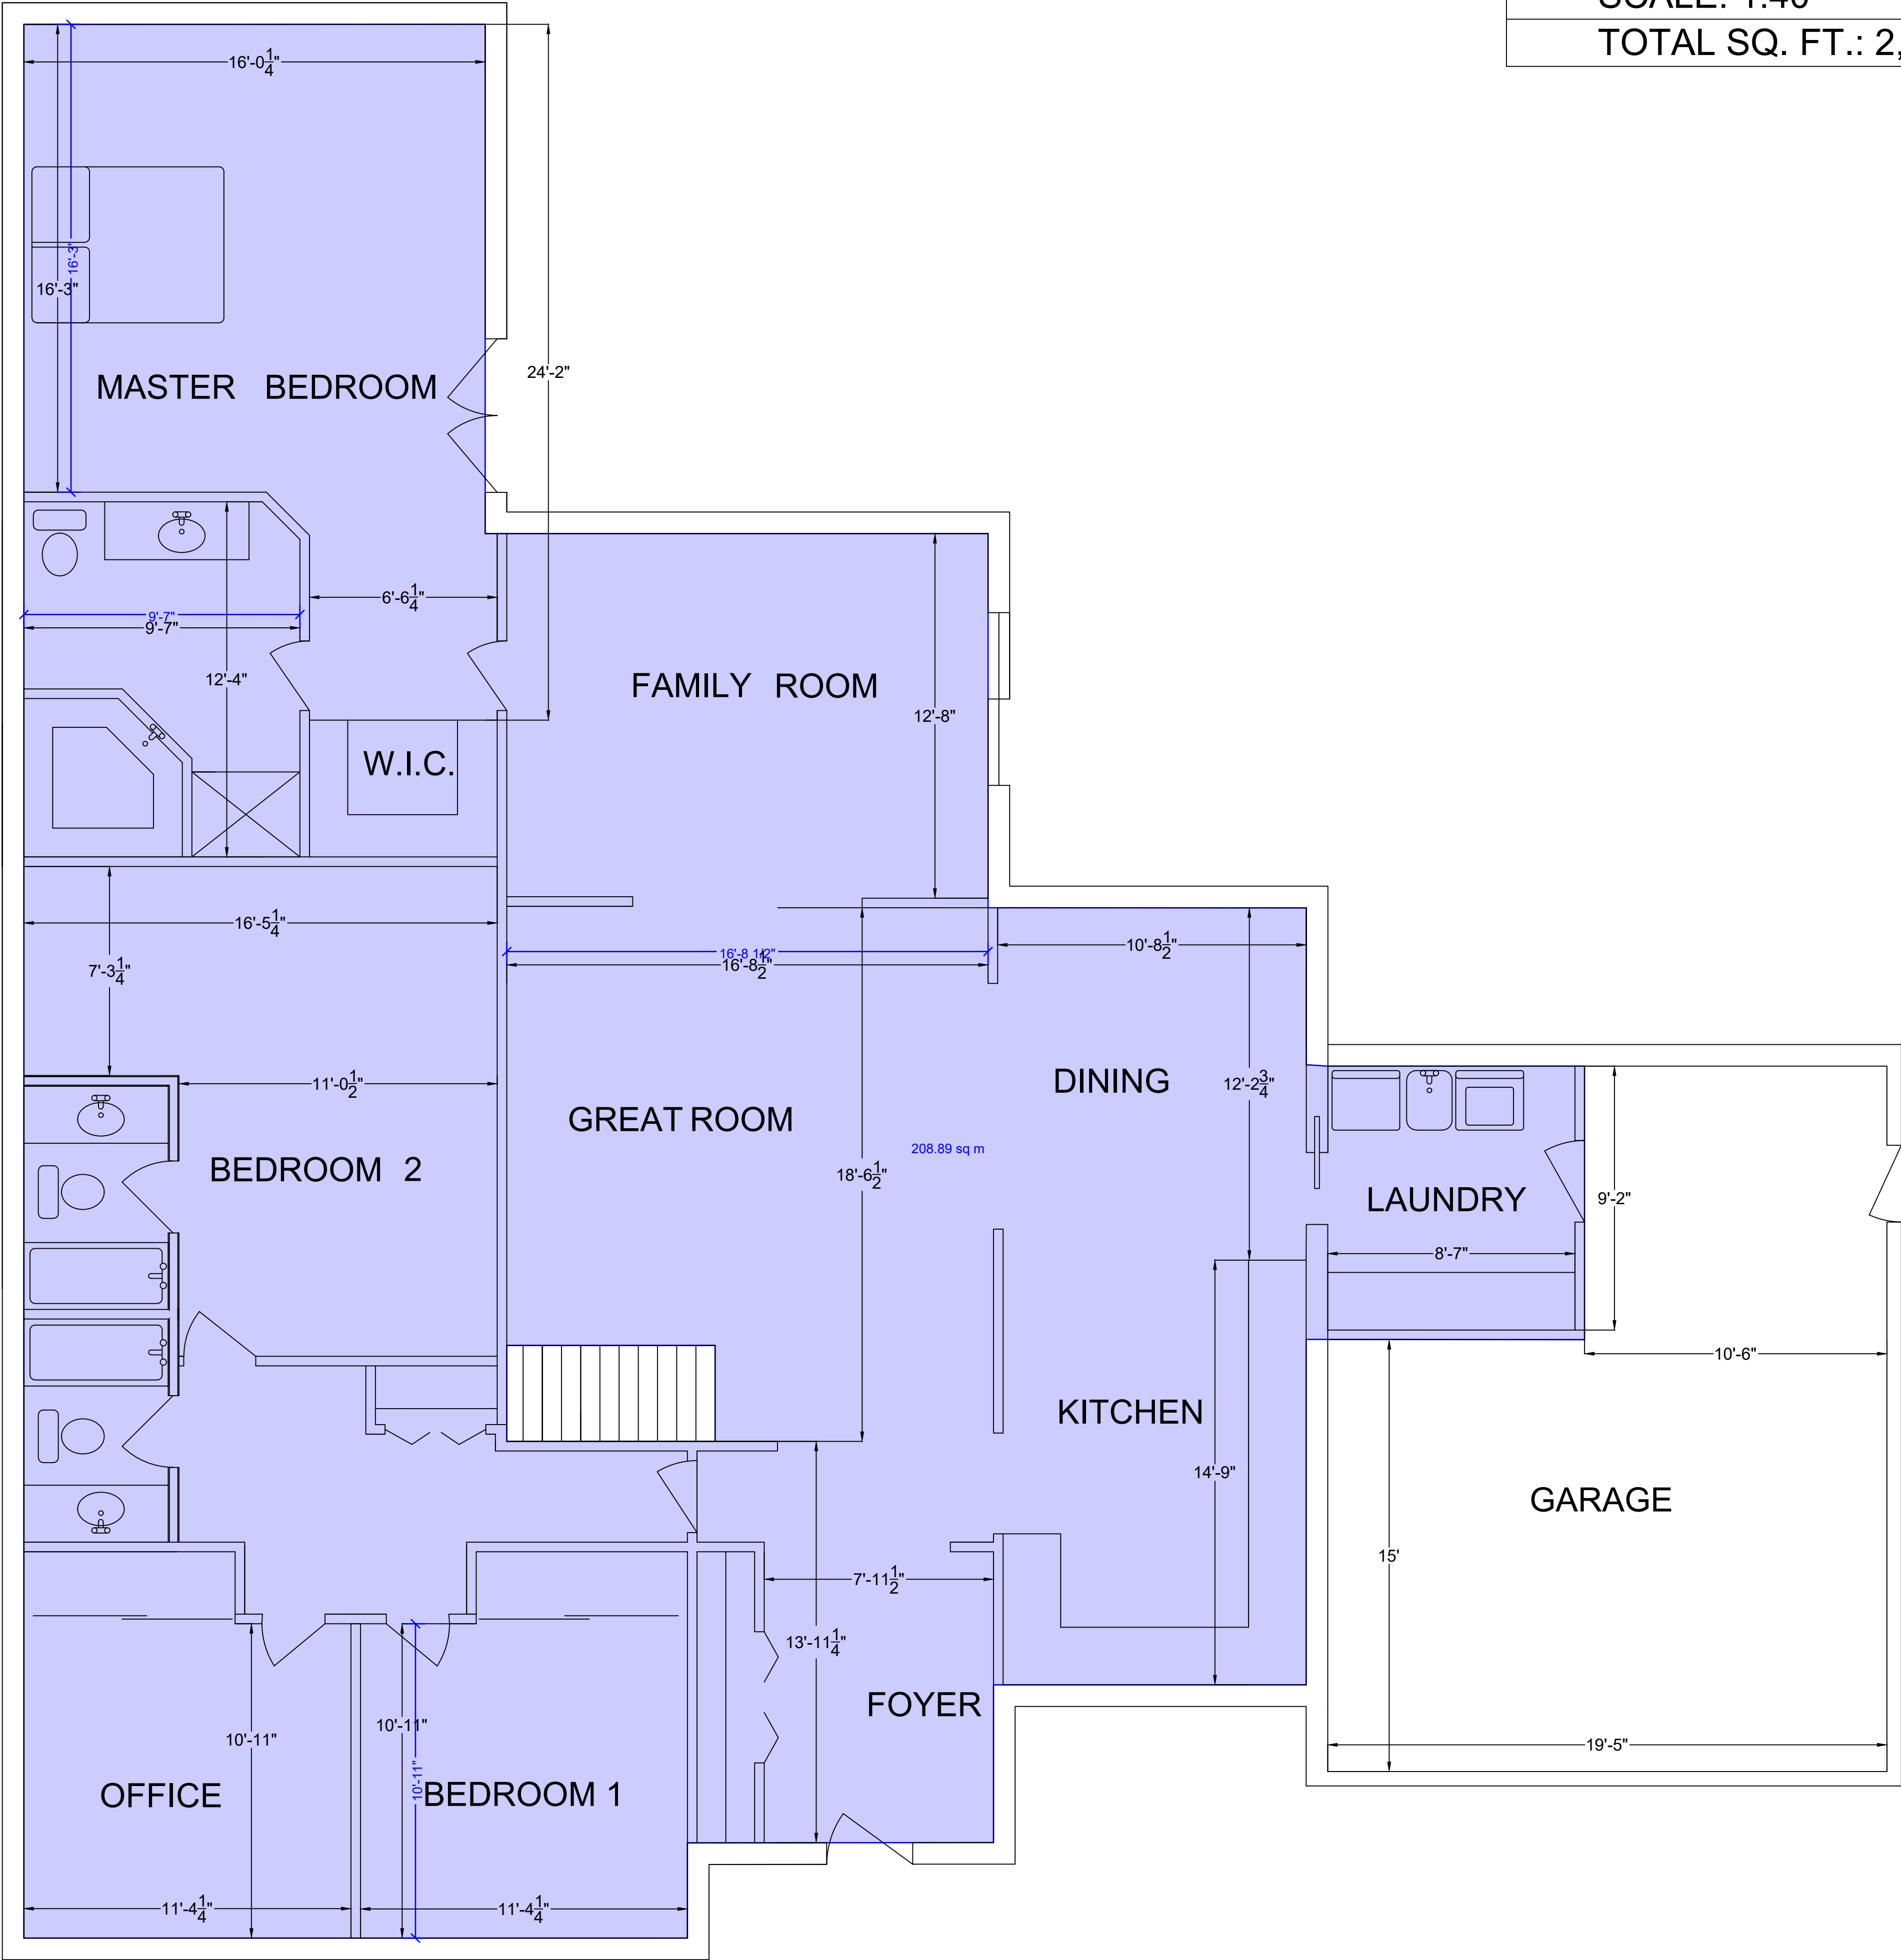 SCALE: 1:40
TOTAL SQ. FT.: 2,
16'-0 1/4"
16'-3"
16'-3"
MASTER BEDROOM
24'-2"
6'-6 1/4"
9'-7"
9'-7"
12'-4"
FAMILY ROOM
12'-8"
W.I.C.
16'-5 1/4"
7'-3 1/4"
16'-8 1/2"
16'-8 1/2"
10'-8 1/2"
11'-0 1/2"
DINING
12'-2 3/4"
GREAT ROOM
208.89 sq m
BEDROOM 2
18'-6 1/2"
LAUNDRY
9'-2"
8'-7"
10'-6"
KITCHEN
14'-9"
GARAGE
15'
7'-11 1/2"
13'-11 1/4"
FOYER
10'-11"
10'-11"
10'-11"
19'-5"
OFFICE
BEDROOM 1
11'-4 1/4"
11'-4 1/4"